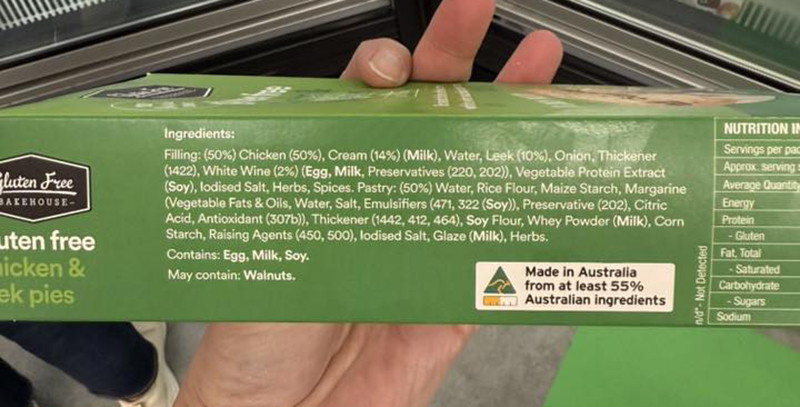 Ingredients:
Filling: (50%) Chicken (50%), Cream (14%) (Milk), Water, Leek (10%), Onion, Thickener
(1422), White Wine (2%) (Egg, Milk, Preservatives (220, 202)), Vegetable Protein Extract
(Soy), Iodised Salt, Herbs, Spices. Pastry: (50%) Water, Rice Flour, Maize Starch, Margarine
(Vegetable Fats & Oils, Water, Salt, Emulsifiers (471, 322 (Soy)), Preservative (202), Citric
Acid, Antioxidant (307b)), Thickener (1442, 412, 464), Soy Flour, Whey Powder (Milk), Corn
Starch, Raising Agents (450, 500), Iodised Salt, Glaze (Milk), Herbs.
Contains: Egg, Milk, Soy.
May contain: Walnuts.
Gluten Free
BAKEHOUSE
uten free
icken &
ek pies
Made in Australia
from at least 55%
Australian ingredients
n/d* - Not Detected
NUTRITION IN
Servings per pac
Approx. serving s
Average Quantity
Energy
Protein
- Gluten
Fat, Total
- Saturated
Carbohydrate
- Sugars
Sodium